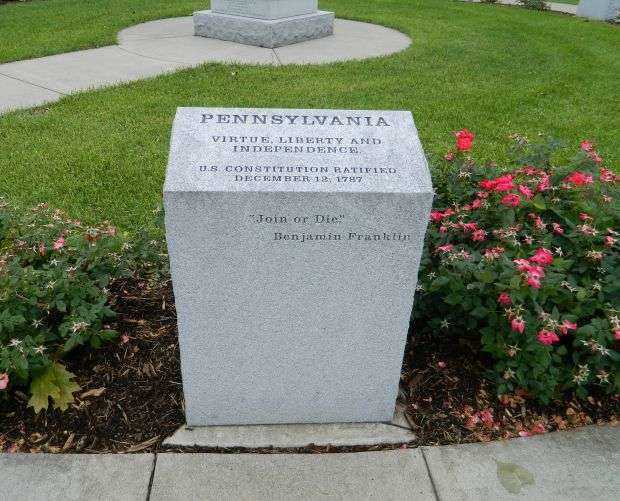 PENNSYLVANIA
VIRTUE, LIBERTY AND
INDEPENDENCE.
U.S. CONSTITUTION RATIFIED
DECEMBER 12, 1787
"Join or Die"
Benjamin Franklin